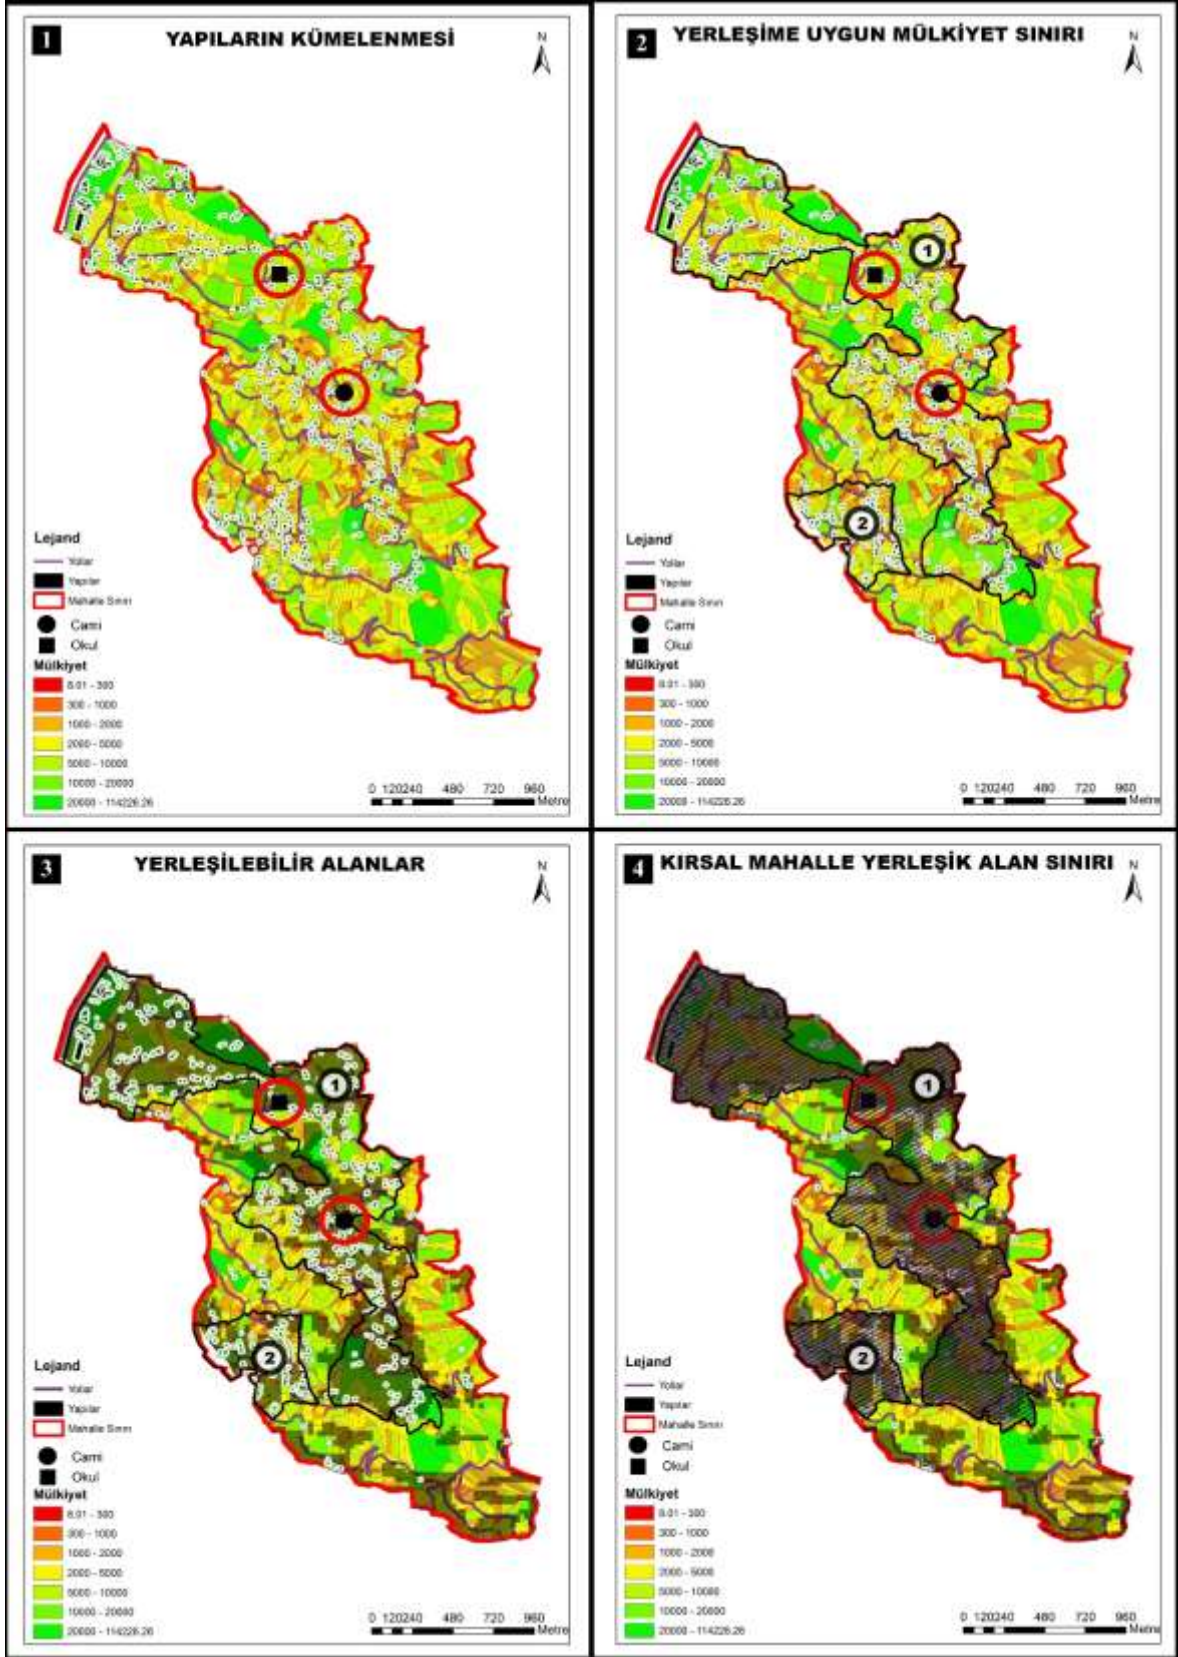 1
YAPILARIN KÜMELENMESİ
N
Lejand
Yollar
Yapılar
Mahalle Sınırı
Cami
Okul
Mülkiyet
8.01 - 300
300 - 1000
1000 - 2000
2000 - 5000
5000 - 10000
10000 - 20000
20000 - 114226.26
0 120240 480 720 960
Metre
2
YERLEŞİME UYGUN MÜLKİYET SINIRI
N
1
2
Lejand
Yollar
Yapılar
Mahalle Sınırı
Cami
Okul
Mülkiyet
8.01 - 300
300 - 1000
1000 - 2000
2000 - 5000
5000 - 10000
10000 - 20000
20000 - 114226.26
0 120240 480 720 960
Metre
3
YERLEŞİLEBİLİR ALANLAR
N
1
2
Lejand
Yollar
Yapılar
Mahalle Sınırı
Cami
Okul
Mülkiyet
8.01 - 300
300 - 1000
1000 - 2000
2000 - 5000
5000 - 10000
10000 - 20000
20000 - 114226.26
0 120240 480 720 960
Metre
4
KIRSAL MAHALLE YERLEŞİK ALAN SINIRI
N
1
2
Lejand
Yollar
Yapılar
Mahalle Sınırı
Cami
Okul
Mülkiyet
8.01 - 300
300 - 1000
1000 - 2000
2000 - 5000
5000 - 10000
10000 - 20000
20000 - 114226.26
0 120240 480 720 960
Metre